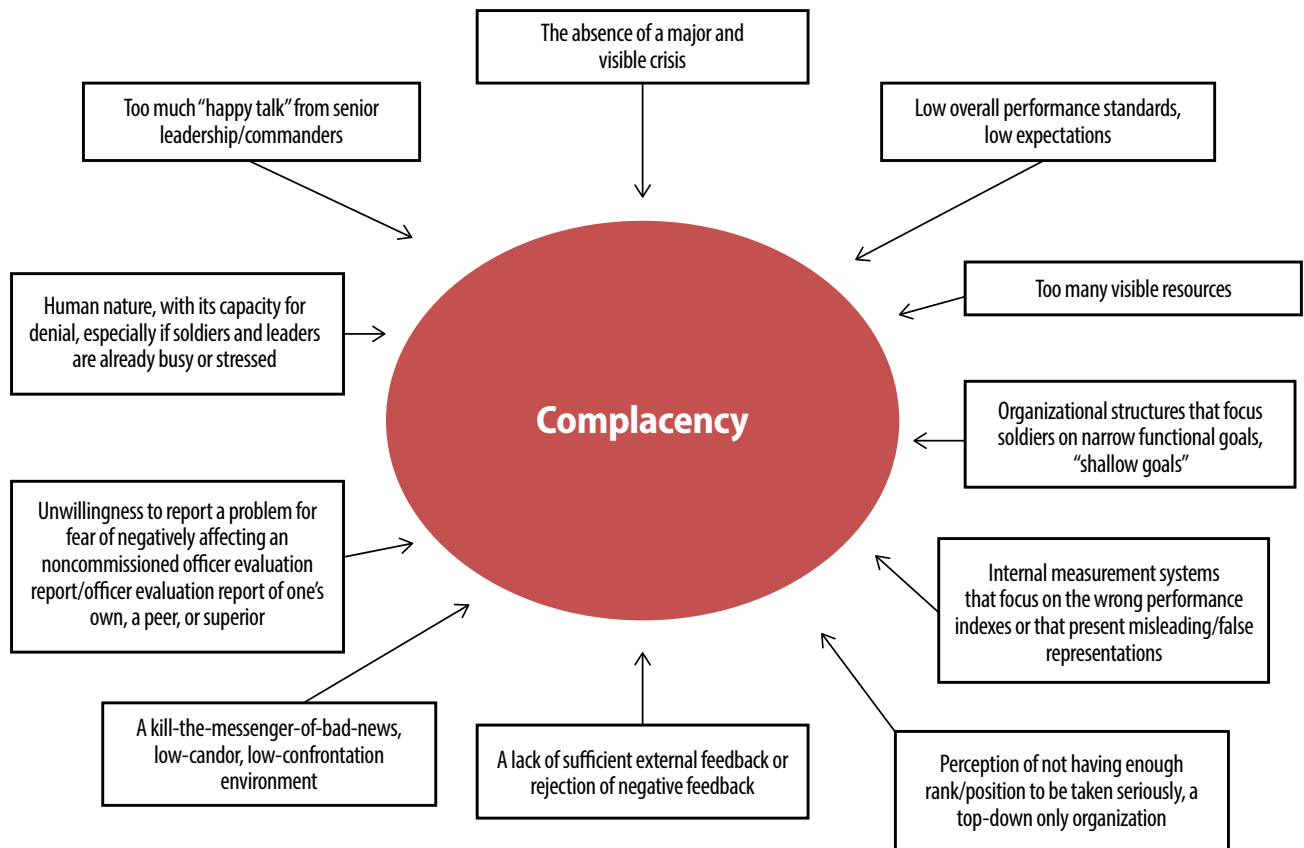 The absence of a major and
visible crisis
Too much “happy talk” from senior
leadership/commanders
Low overall performance standards,
low expectations
Human nature, with its capacity for
denial, especially if soldiers and leaders
are already busy or stressed
Too many visible resources
Complacency
Organizational structures that focus
soldiers on narrow functional goals,
“shallow goals”
Unwillingness to report a problem for
fear of negatively affecting an
noncommissioned officer evaluation
report/officer evaluation report of one’s
own, a peer, or superior
Internal measurement systems
that focus on the wrong performance
indexes or that present misleading/false
representations
A kill-the-messenger-of-bad-news,
low-candor, low-confrontation
environment
A lack of sufficient external feedback or
rejection of negative feedback
Perception of not having enough
rank/position to be taken seriously, a
top-down only organization